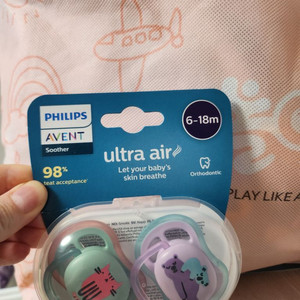 PHILIPS
AVENT
Soother
6-18m
ultra air
98%
teat acceptance*
Let your baby's
skin breathe
Orthodontic
PLAY LIKE A